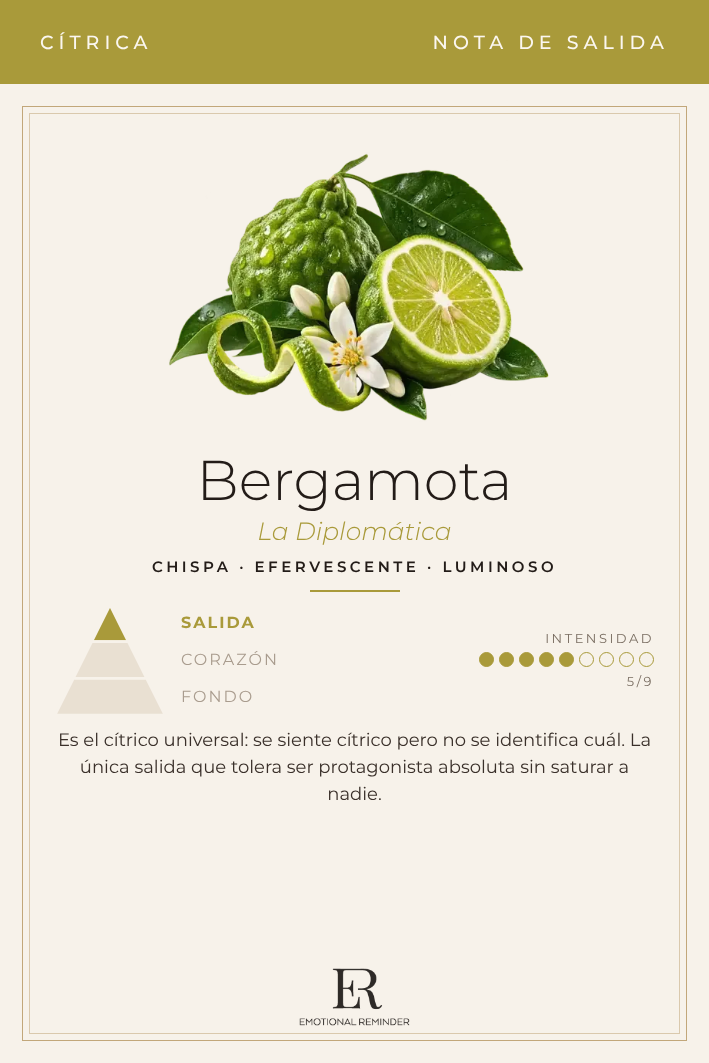 CÍTRICA
NOTA DE SALIDA
Bergamota
La Diplomática
CHISPA · EFERVESCENTE · LUMINOSO
SALIDA
CORAZÓN
FONDO
INTENSIDAD
5/9
Es el cítrico universal: se siente cítrico pero no se identifica cuál. La
única salida que tolera ser protagonista absoluta sin saturar a
nadie.
ER
EMOTIONAL REMINDER